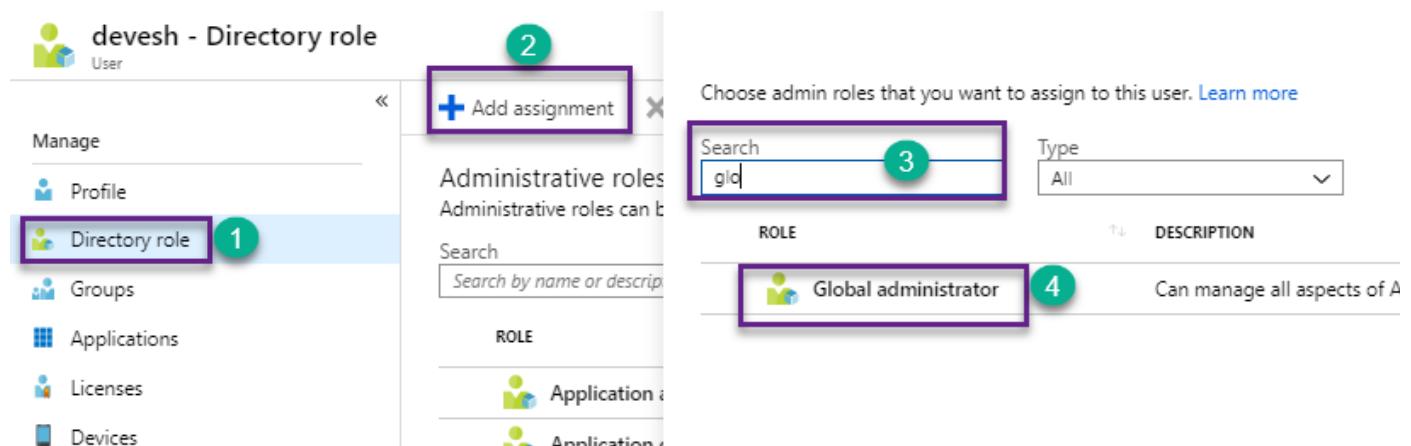 devesh - Directory role
User
2
«
Add assignment
Manage
Profile
Directory role
1
Groups
Applications
Licenses
Devices
Administrative roles
Administrative roles can b
Search
Search by name or descrip
ROLE
Application
Application
Choose admin roles that you want to assign to this user. Learn more
Search
glo
3
Type
All
ROLE
↑↓
DESCRIPTION
Global administrator
4
Can manage all aspects of A